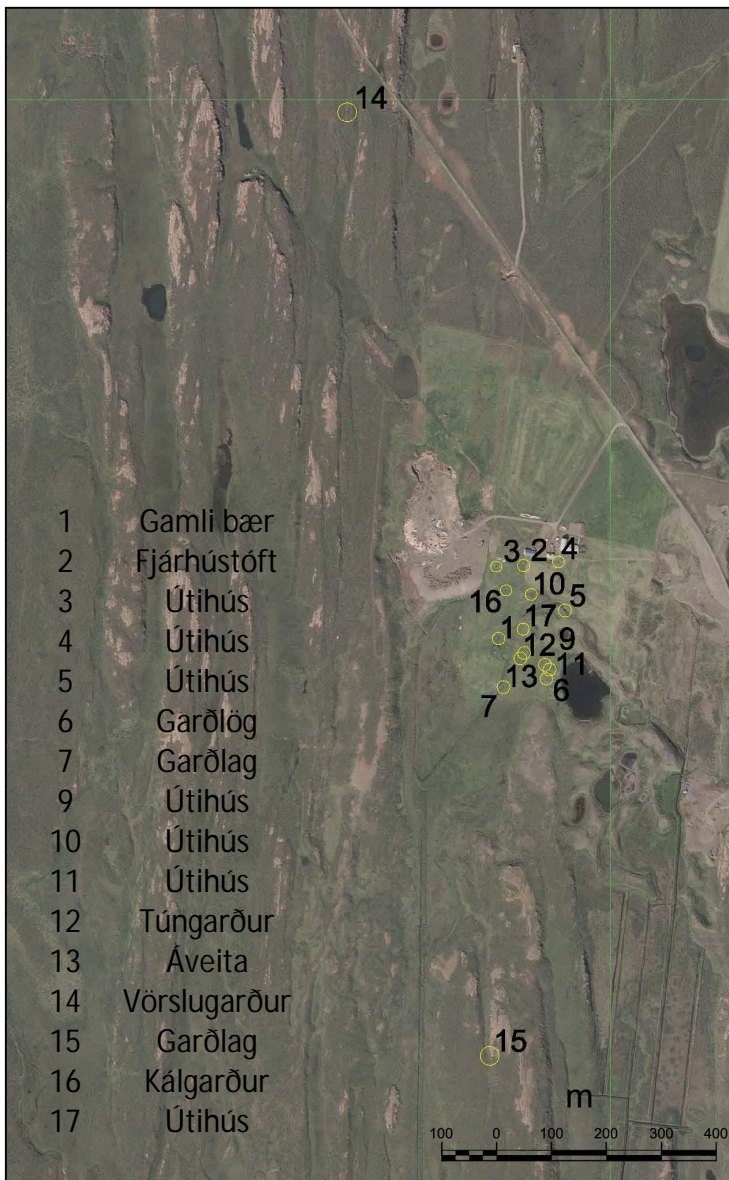 14
3 2 4
16 10 5
17
1 12 9
13 11
7 6
1 Gamli bær
2 Fjárhústóft
3 Útihús
4 Útihús
5 Útihús
6 Garðlög
7 Garðlag
9 Útihús
10 Útihús
11 Útihús
12 Túngarður
13 Áveita
14 Vörslugarður
15 Garðlag
16 Kálgarður
17 Útihús
15
m
100 0 100 200 300 400